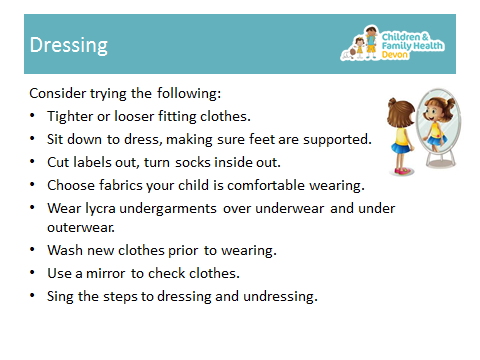 Dressing
Children &
Family Health
Devon
Consider trying the following:
• Tighter or looser fitting clothes.
• Sit down to dress, making sure feet are supported.
• Cut labels out, turn socks inside out.
• Choose fabrics your child is comfortable wearing.
• Wear lycra undergarments over underwear and under
outerwear.
• Wash new clothes prior to wearing.
• Use a mirror to check clothes.
• Sing the steps to dressing and undressing.